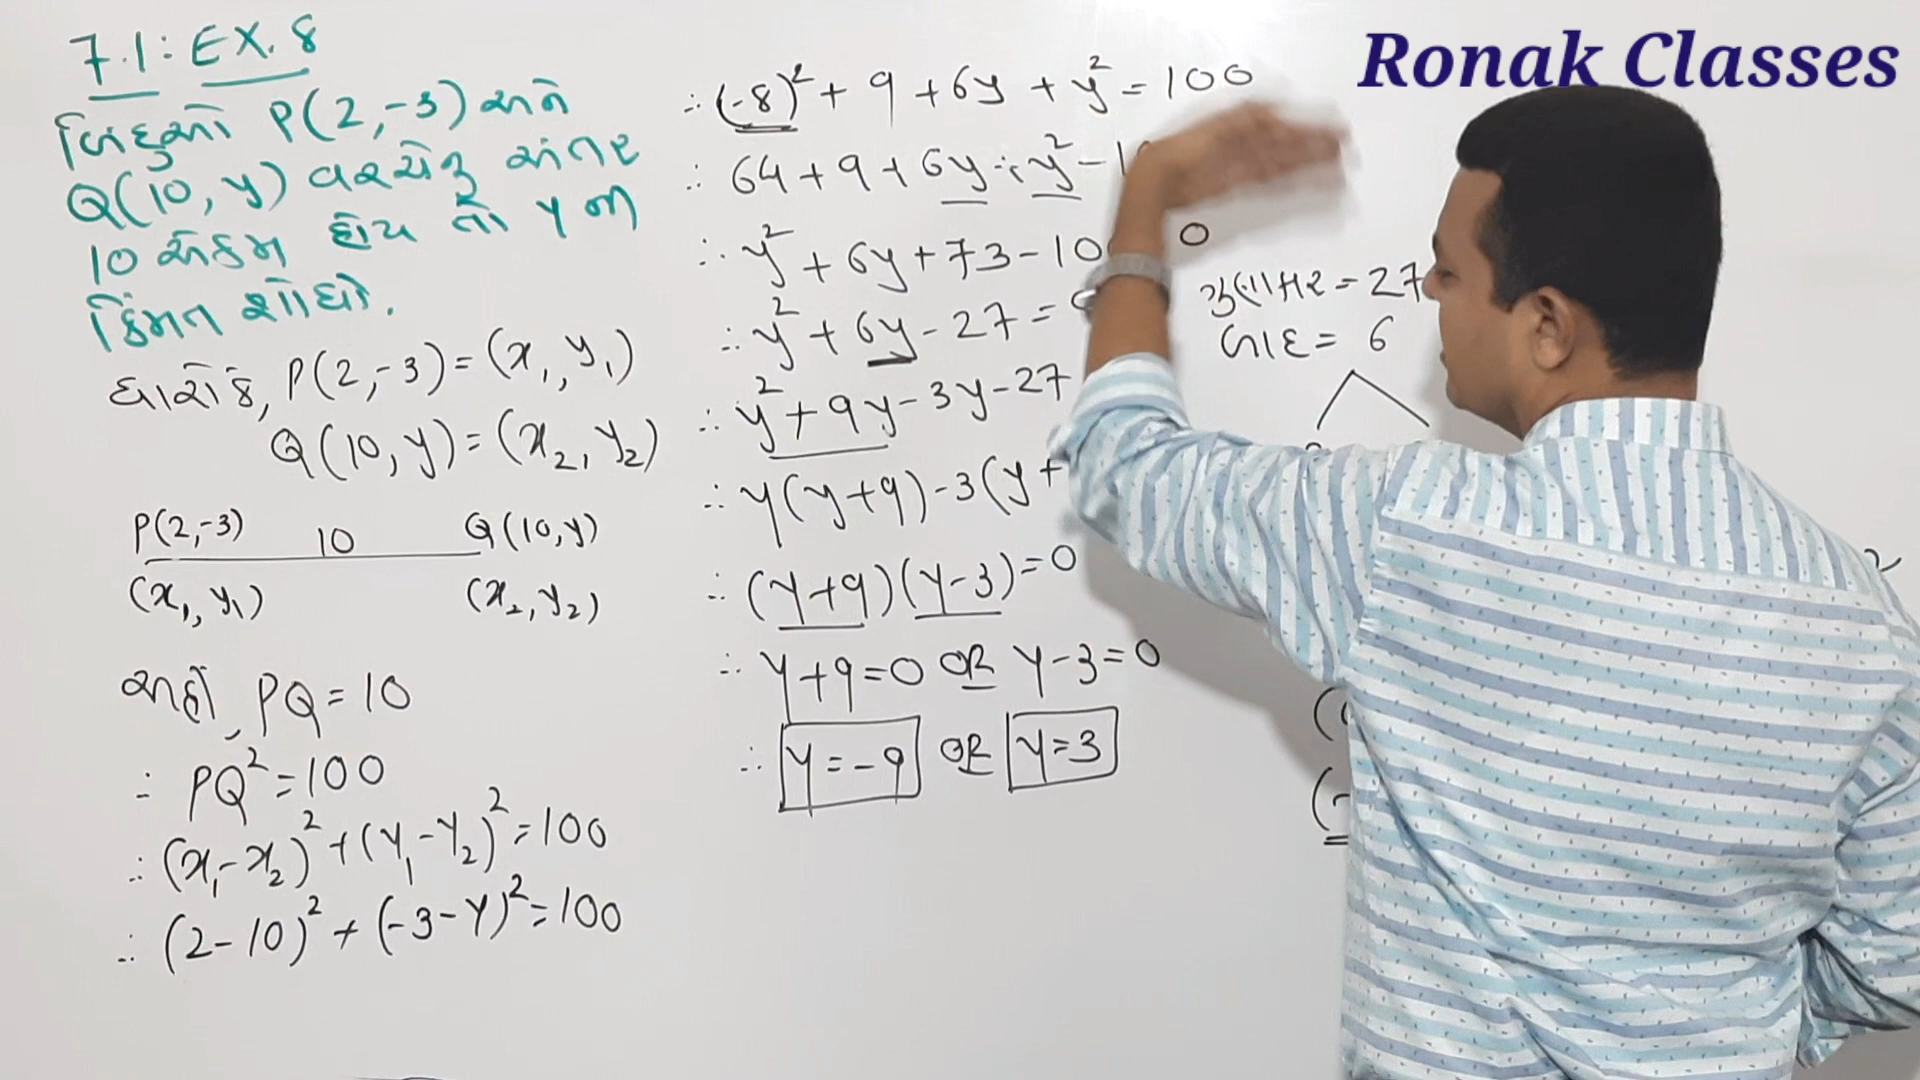 Ronak Classes
7.1: EX. 8
બિંદુઓ P(2,-3) અને
Q(10, y) વચ્ચેનું અંતર
10 એકમ હોય તો y ની
કિંમત શોધો.
ધારો કે, P(2,-3) = (x₁, y₁)
Q(10, y) = (x₂, y₂)
P(2,-3) 10 Q(10,y)
(x₁, y₁) (x₂, y₂)
અહીં, PQ = 10
∴ PQ² = 100
∴ (x₁-x₂)² + (y₁-y₂)² = 100
∴ (2-10)² + (-3-y)² = 100
∴ (-8)² + 9 + 6y + y² = 100
∴ 64 + 9 + 6y + y² - 1
∴ y² + 6y + 73 - 10 0
∴ y² + 6y - 27 =
∴ y² + 9y - 3y - 27
∴ y(y+9) - 3(y+
∴ (y+9)(y-3) = 0
∴ y+9=0 OR y-3=0
∴ y=-9 OR y=3
ગુણાકાર = 27
બાદ = 6